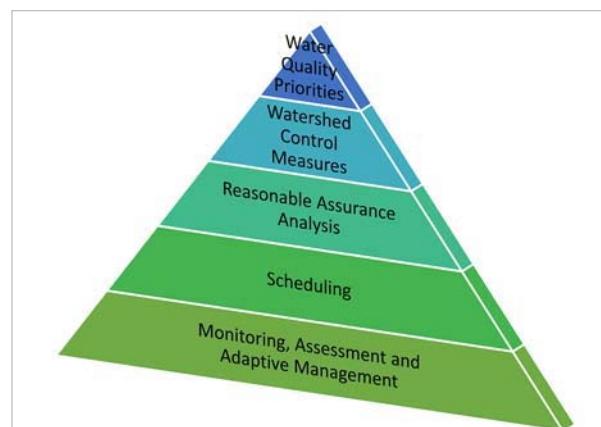 Water
Quality
Priorities
Watershed
Control
Measures
Reasonable Assurance
Analysis
Scheduling
Monitoring, Assessment and
Adaptive Management